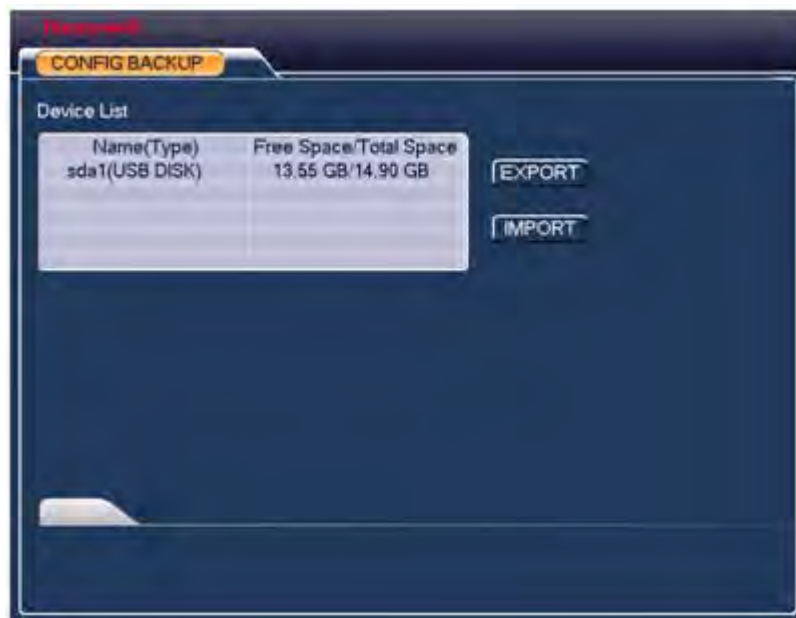 Honeywell
CONFIG BACKUP
Device List
Name(Type) Free Space/Total Space
sda1(USB DISK) 13.55 GB/14.90 GB
EXPORT
IMPORT